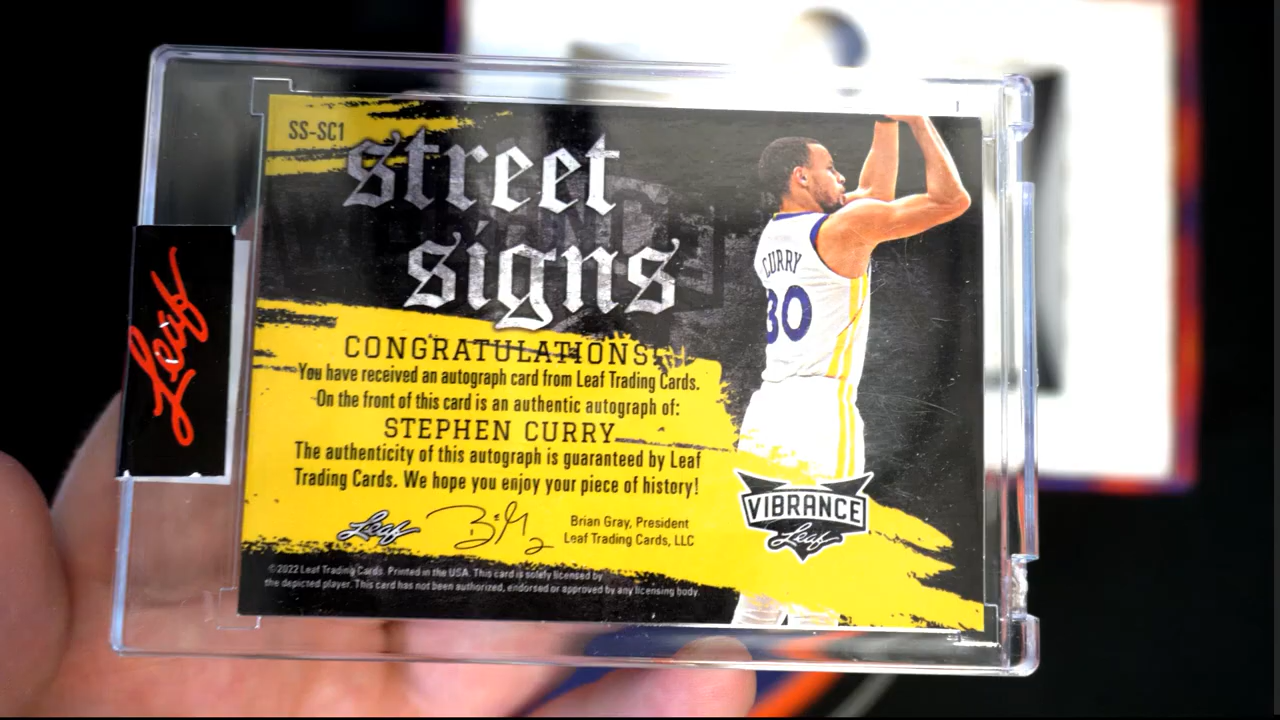 SS-SC1
street
signs
CURRY
30
CONGRATULATIONS!
You have received an autograph card from Leaf Trading Cards.
On the front of this card is an authentic autograph of:
STEPHEN CURRY
The authenticity of this autograph is guaranteed by Leaf
Trading Cards. We hope you enjoy your piece of history!
Leaf
Brian Gray, President
Leaf Trading Cards, LLC
VIBRANCE
Leaf
©2022 Leaf Trading Cards. Printed in the USA. This card is solely licensed by
the depicted player. This card has not been authorized, endorsed or approved by any licensing body.
Leaf